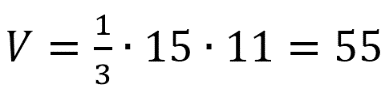 V = 1/3 · 15 · 11 = 55